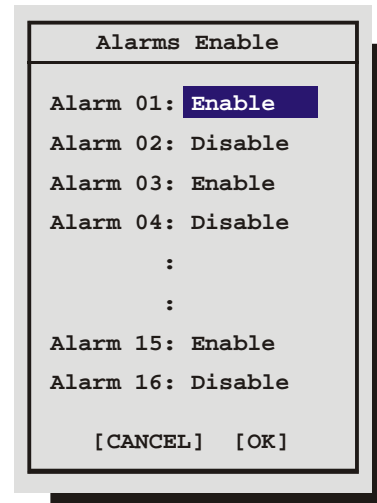 Alarms Enable
Alarm 01: Enable
Alarm 02: Disable
Alarm 03: Enable
Alarm 04: Disable
:
:
Alarm 15: Enable
Alarm 16: Disable
[CANCEL] [OK]